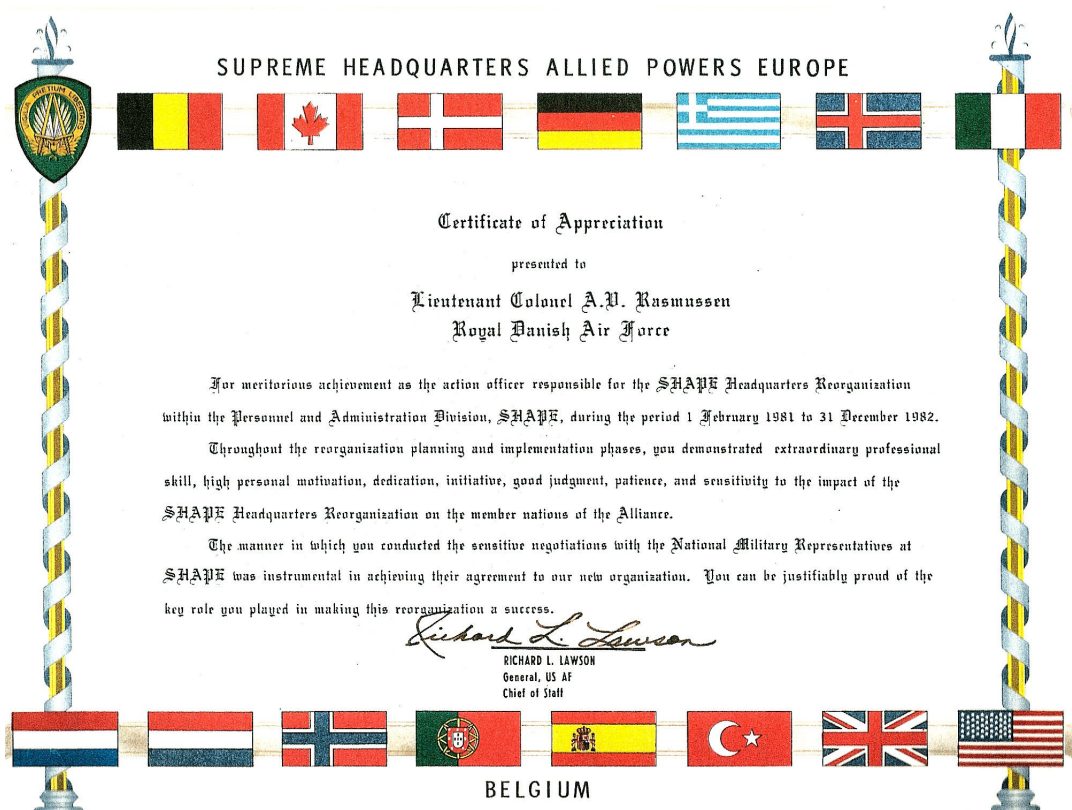 SUPREME HEADQUARTERS ALLIED POWERS EUROPE
VIGILIA PRETIUM LIBERTATIS
Certificate of Appreciation
presented to
Lieutenant Colonel A.V. Rasmussen
Royal Danish Air Force
For meritorious achievement as the action officer responsible for the SHAPE Headquarters Reorganization
within the Personnel and Administration Division, SHAPE, during the period 1 February 1981 to 31 December 1982.
Throughout the reorganization planning and implementation phases, you demonstrated extraordinary professional
skill, high personal motivation, dedication, initiative, good judgment, patience, and sensitivity to the impact of the
SHAPE Headquarters Reorganization on the member nations of the Alliance.
The manner in which you conducted the sensitive negotiations with the National Military Representatives at
SHAPE was instrumental in achieving their agreement to our new organization. You can be justifiably proud of the
key role you played in making this reorganization a success.
Richard L. Lawson
RICHARD L. LAWSON
General, US AF
Chief of Staff
BELGIUM